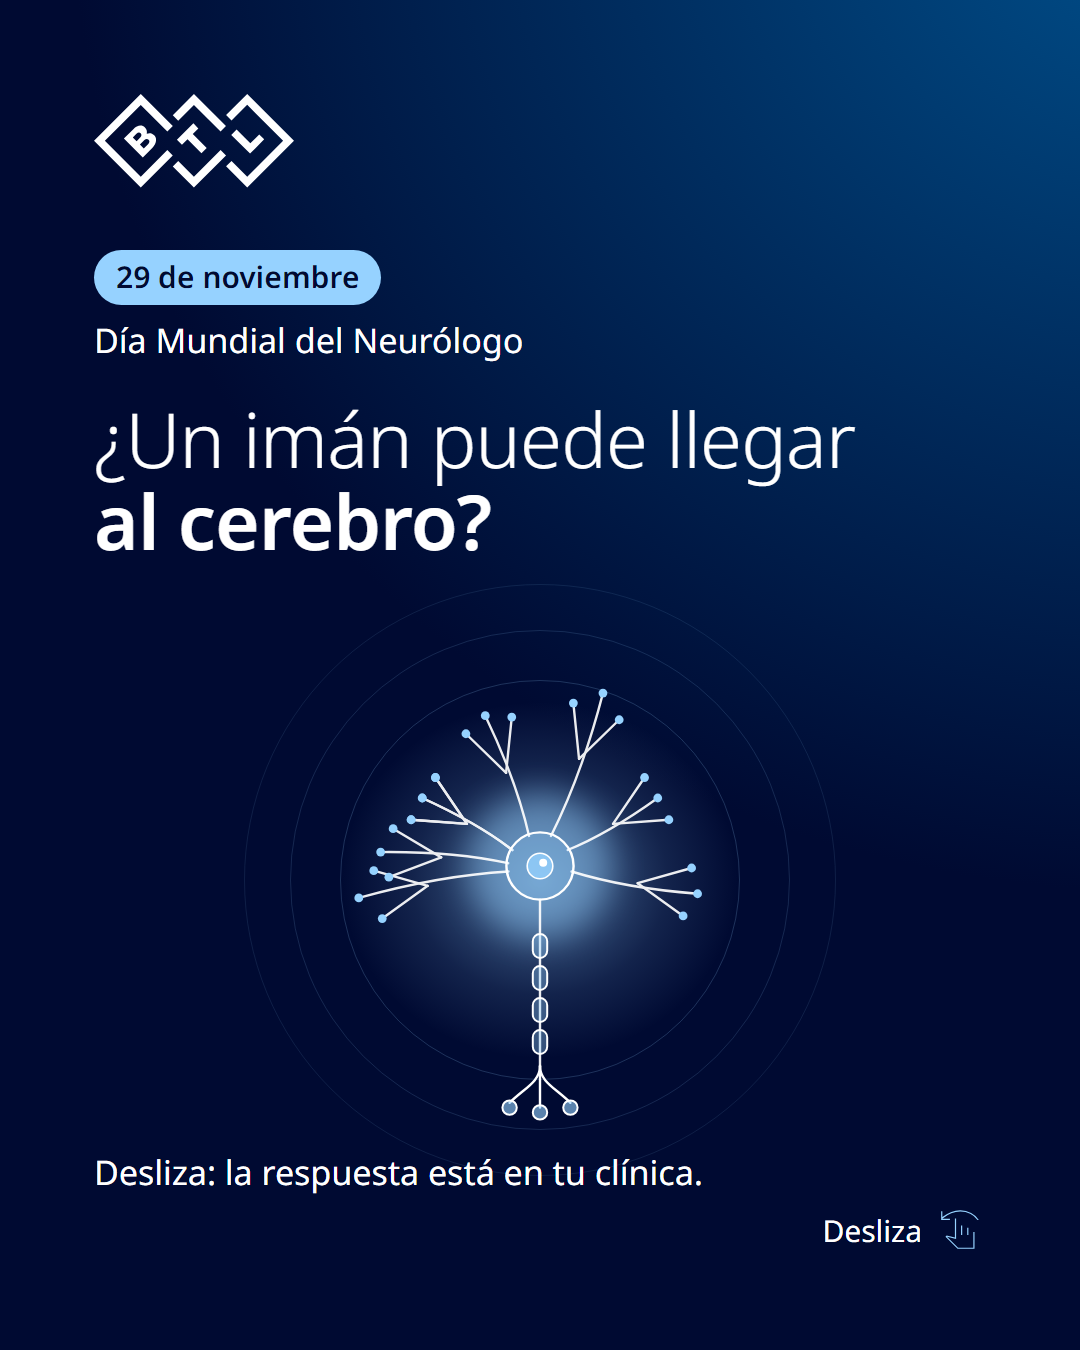 BTL
29 de noviembre
Día Mundial del Neurólogo
¿Un imán puede llegar
al cerebro?
Desliza: la respuesta está en tu clínica.
Desliza